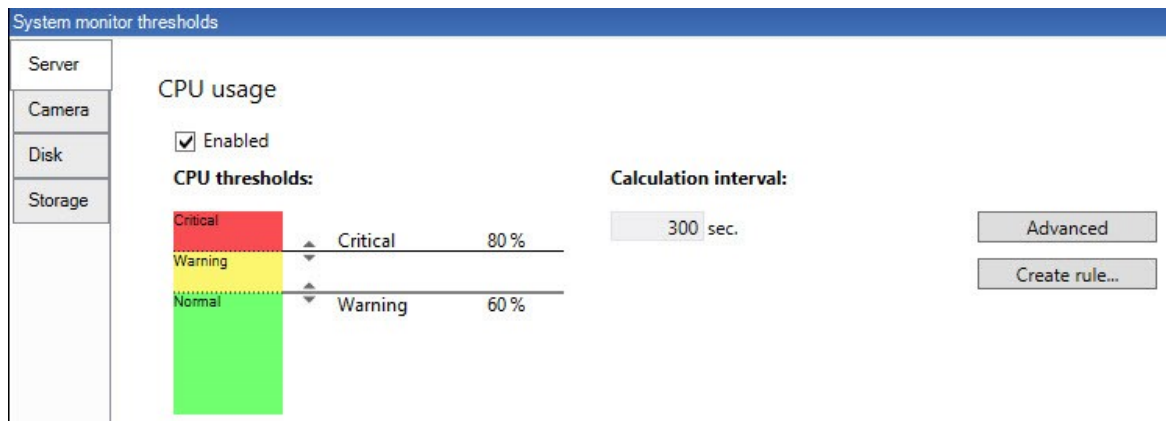 System monitor thresholds
Server
Camera
Disk
Storage
CPU usage
Enabled
CPU thresholds:
Critical
Warning
Normal
Critical 80 %
Warning 60 %
Calculation interval:
300 sec.
Advanced
Create rule...